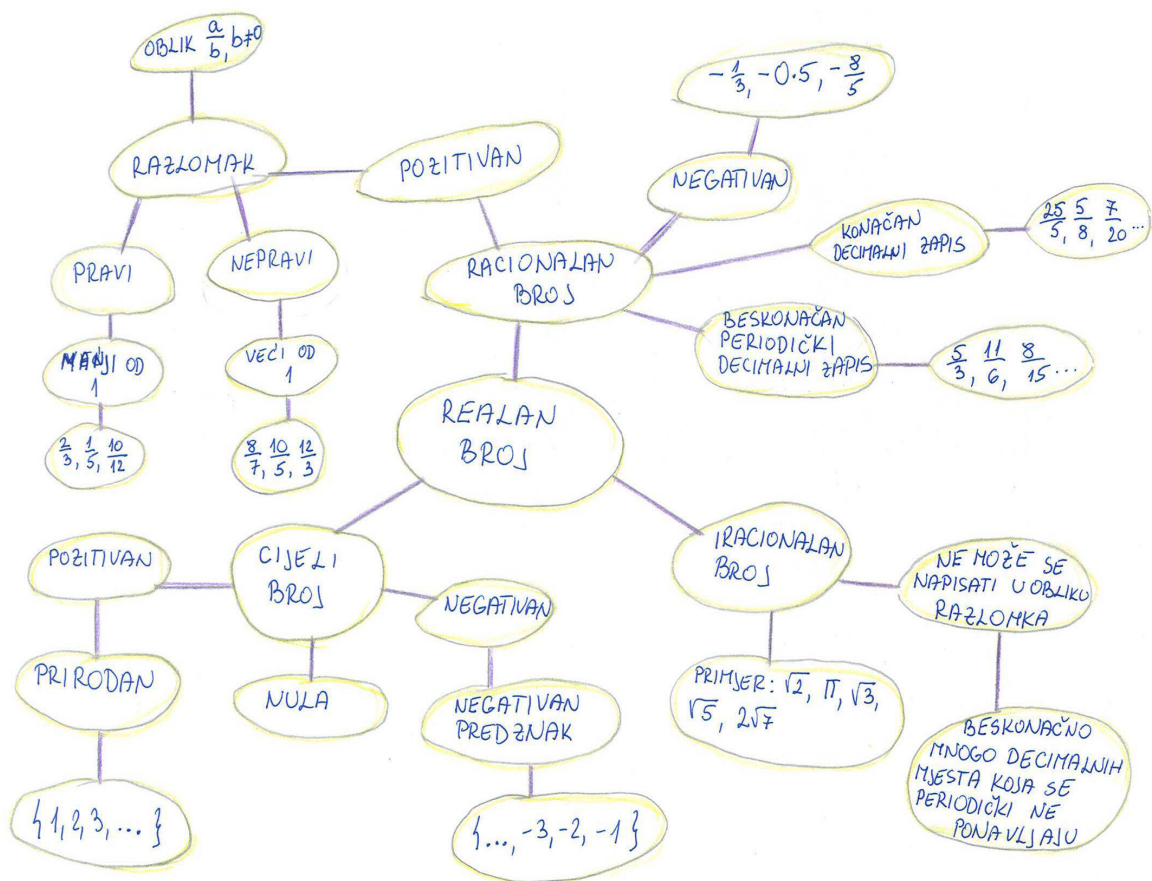 OBLIK a/b, b≠0
RAZLOMAK
POZITIVAN
-1/3, -0.5, -8/5
NEGATIVAN
PRAVI
NEPRAVI
MANJI OD
1
VEĆI OD
1
2/3, 1/5, 10/12
8/7, 10/5, 12/3
RACIONALAN
BROJ
KONAČAN
DECIMALNI ZAPIS
25/5, 5/8, 7/20 ...
BESKONAČAN
PERIODIČKI
DECIMALNI ZAPIS
5/3, 11/6, 8/15 ...
REALAN
BROJ
CIJELI
BROJ
POZITIVAN
PRIRODAN
{1, 2, 3, ... }
NULA
NEGATIVAN
NEGATIVAN
PREDZNAK
{ ..., -3, -2, -1 }
IRACIONALAN
BROJ
PRIMJER: √2, π, √3,
√5, 2√7
NE MOŽE SE
NAPISATI U OBLIKU
RAZLOMKA
BESKONAČNO
MNOGO DECIMALNIH
MJESTA KOJA SE
PERIODIČKI NE
PONAVLJAJU